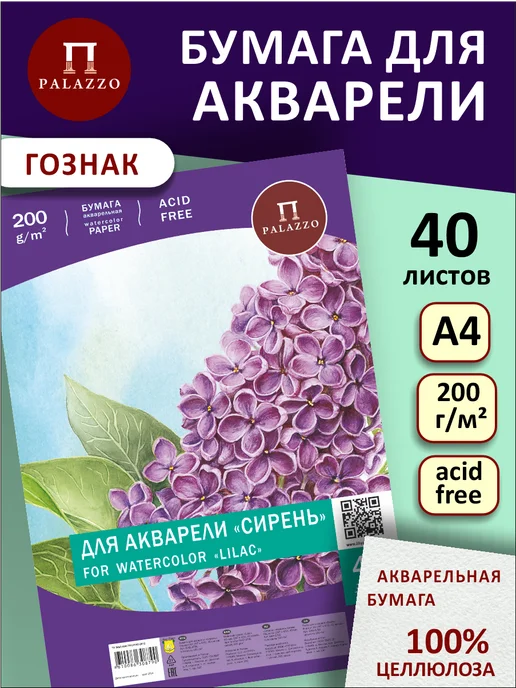 PALAZZO
БУМАГА ДЛЯ
АКВАРЕЛИ
ГОЗНАК
200
g/m²
БУМАГА
акварельная
watercolor
PAPER
ACID
FREE
PALAZZO
40
листов
А4
200
г/м²
acid
free
ДЛЯ АКВАРЕЛИ «СИРЕНЬ»
FOR WATERCOLOR «LILAC»
АКВАРЕЛЬНАЯ
БУМАГА
100%
ЦЕЛЛЮЛОЗА